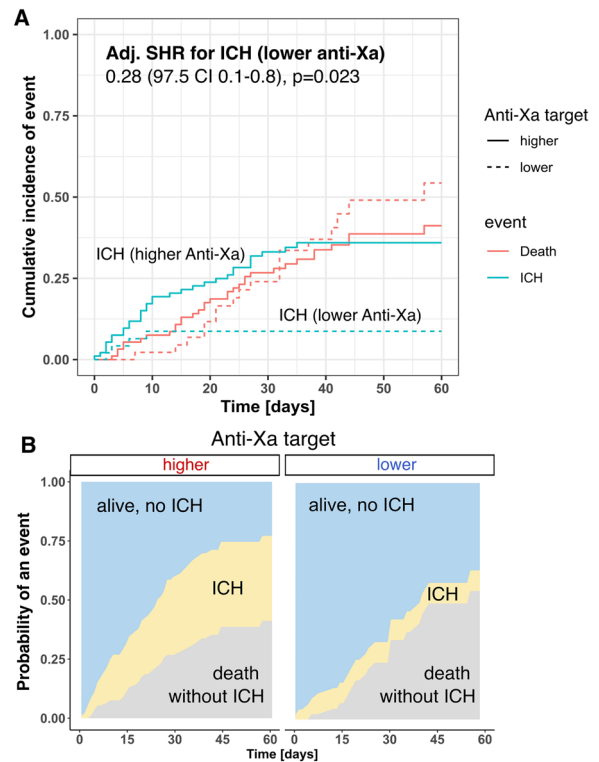 A
Adj. SHR for ICH (lower anti-Xa)
0.28 (97.5 CI 0.1-0.8), p=0.023
Cumulative incidence of event
1.00
0.75
0.50
0.25
0.00
ICH (higher Anti-Xa)
ICH (lower Anti-Xa)
0 10 20 30 40 50 60
Time [days]
Anti-Xa target
higher
lower
event
Death
ICH
B
Anti-Xa target
higher lower
Probability of an event
1.00
0.75
0.50
0.25
0.00
alive, no ICH
ICH
death
without ICH
alive, no ICH
ICH
death
without ICH
0 15 30 45 60 0 15 30 45 60
Time [days]